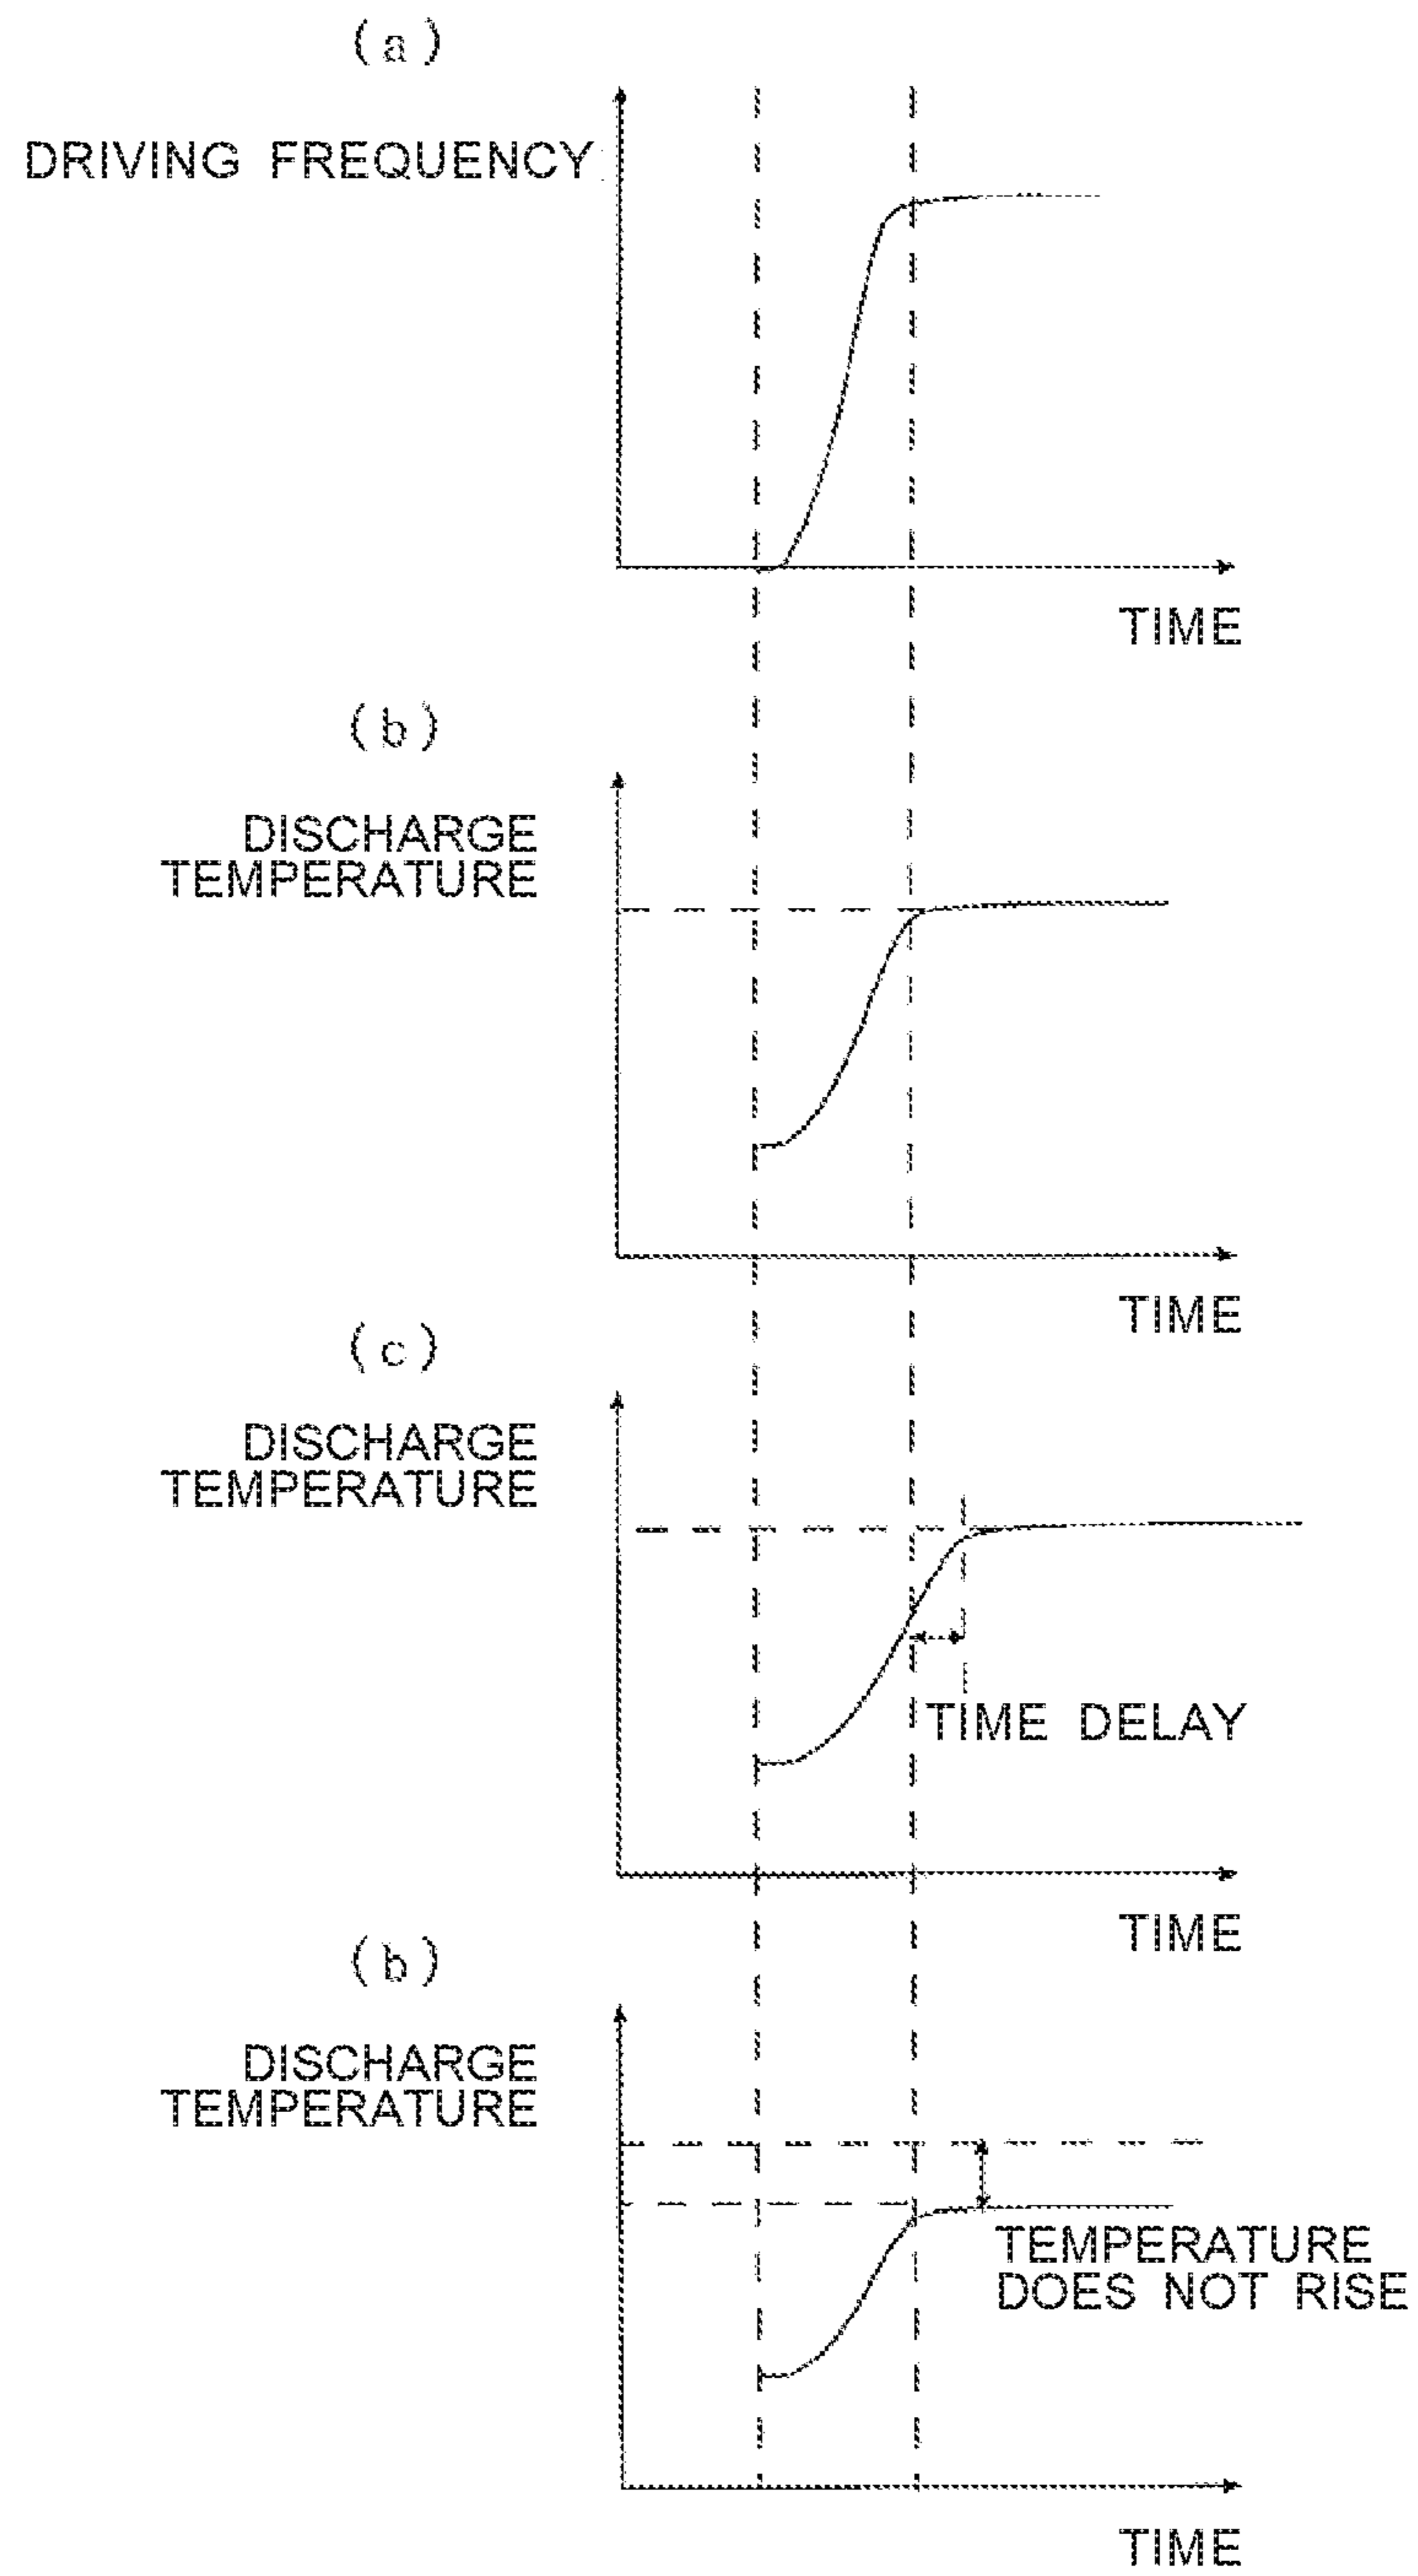 (a)
DRIVING FREQUENCY
TIME
(b)
DISCHARGE
TEMPERATURE
TIME
(c)
DISCHARGE
TEMPERATURE
TIME DELAY
TIME
(b)
DISCHARGE
TEMPERATURE
TEMPERATURE
DOES NOT RISE
TIME